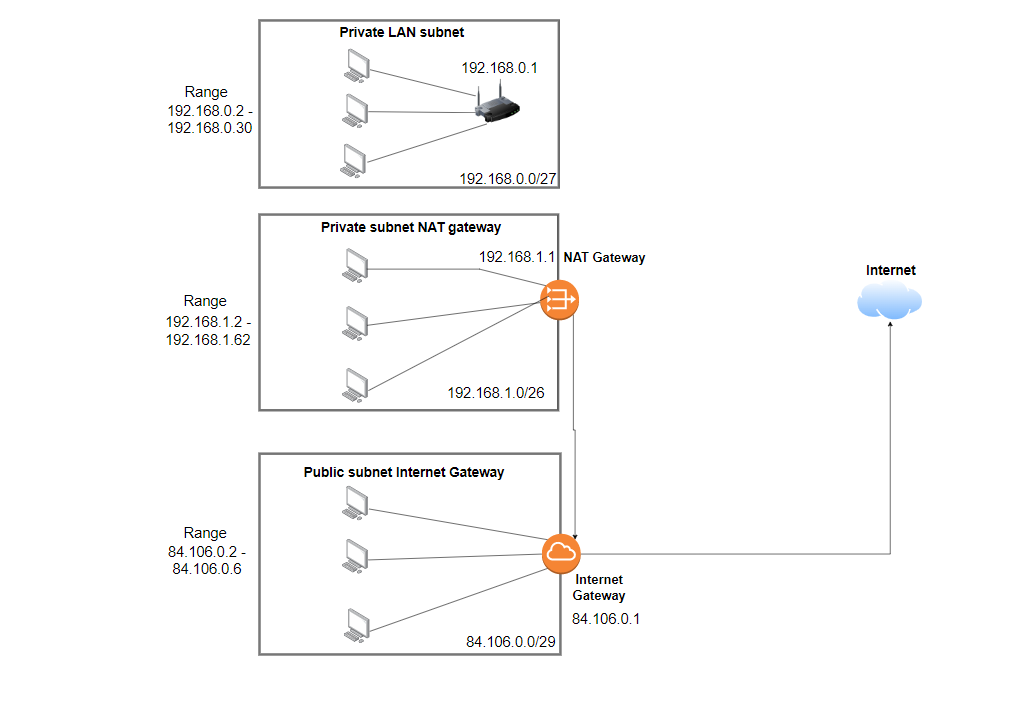 Private LAN subnet
192.168.0.1
Range
192.168.0.2 -
192.168.0.30
192.168.0.0/27
Private subnet NAT gateway
192.168.1.1
NAT Gateway
Internet
Range
192.168.1.2 -
192.168.1.62
192.168.1.0/26
Public subnet Internet Gateway
Range
84.106.0.2 -
84.106.0.6
Internet
Gateway
84.106.0.1
84.106.0.0/29